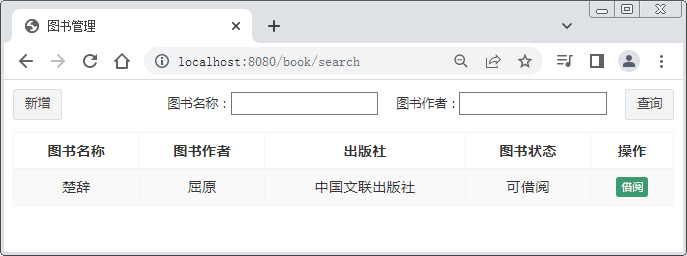 图书管理
localhost:8080/book/search
新增 图书名称： 图书作者： 查询
图书名称 图书作者 出版社 图书状态 操作
楚辞 屈原 中国文联出版社 可借阅 借阅